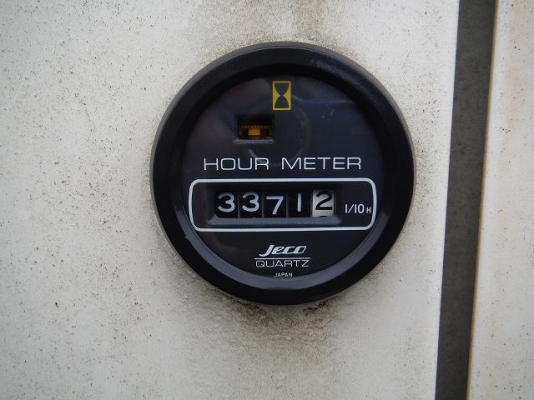 HOUR METER
33712 1/10H
Jeco
QUARTZ
JAPAN